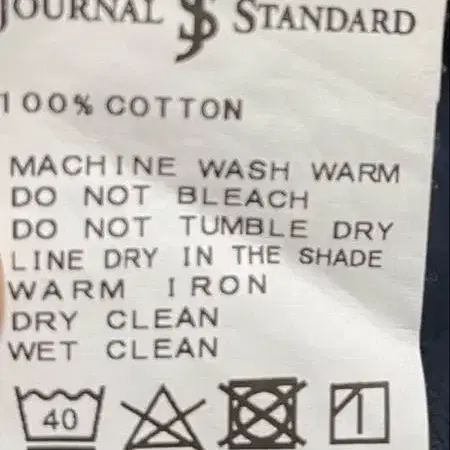 JOURNAL JS STANDARD
100% COTTON
MACHINE WASH WARM
DO NOT BLEACH
DO NOT TUMBLE DRY
LINE DRY IN THE SHADE
WARM IRON
DRY CLEAN
WET CLEAN
40